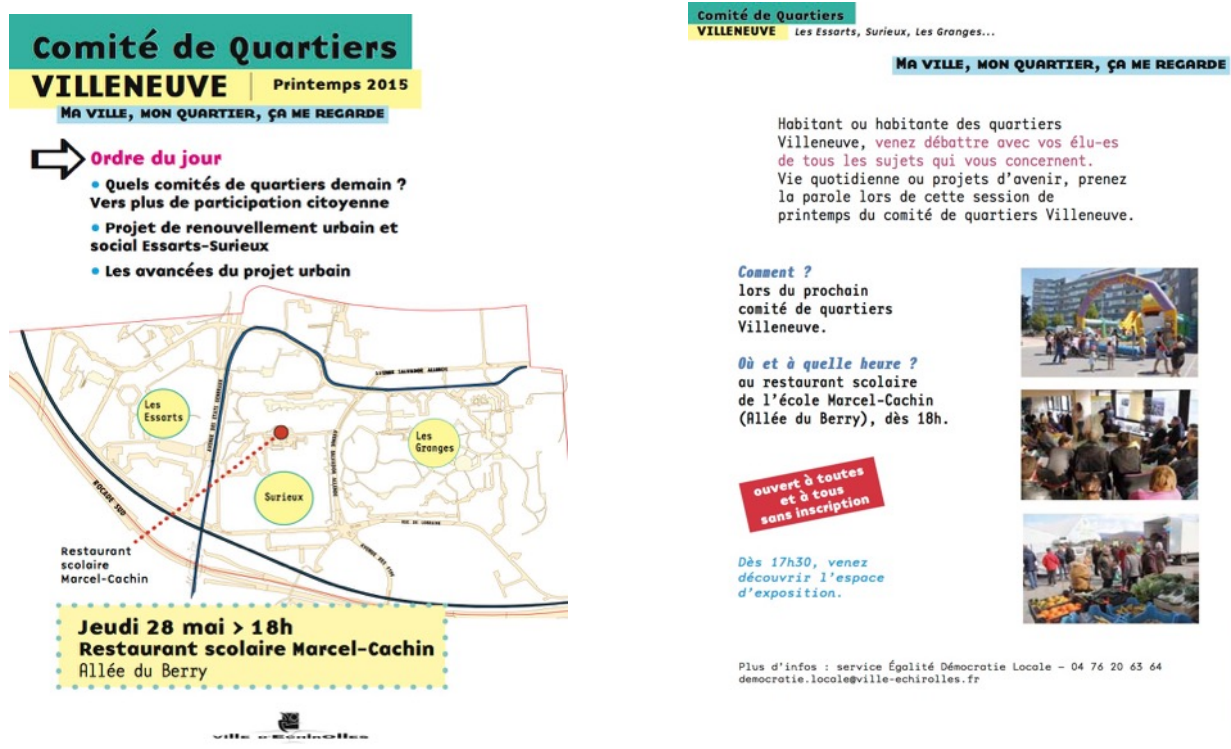 Comité de Quartiers
VILLENEUVE | Printemps 2015
MA VILLE, MON QUARTIER, ÇA ME REGARDE
Ordre du jour
• Quels comités de quartiers demain ?
Vers plus de participation citoyenne
• Projet de renouvellement urbain et
social Essarts-Surieux
• Les avancées du projet urbain
Les
Essarts
Les
Granges
Surieux
ROCADE SUD
Restaurant
scolaire
Marcel-Cachin
Jeudi 28 mai > 18h
Restaurant scolaire Marcel-Cachin
Allée du Berry
ville d'Echirolles
Comité de Quartiers
VILLENEUVE Les Essarts, Surieux, Les Granges...
MA VILLE, MON QUARTIER, ÇA ME REGARDE
Habitant ou habitante des quartiers
Villeneuve, venez débattre avec vos élu-es
de tous les sujets qui vous concernent.
Vie quotidienne ou projets d'avenir, prenez
la parole lors de cette session de
printemps du comité de quartiers Villeneuve.
Comment ?
lors du prochain
comité de quartiers
Villeneuve.
Où et à quelle heure ?
au restaurant scolaire
de l'école Marcel-Cachin
(Allée du Berry), dès 18h.
ouvert à toutes
et à tous
sans inscription
Dès 17h30, venez
découvrir l'espace
d'exposition.
Plus d'infos : service Égalité Démocratie Locale – 04 76 20 63 64
democratie.locale@ville-echirolles.fr